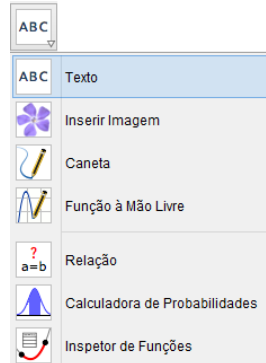 ABC
ABC Texto
Inserir Imagem
Caneta
Função à Mão Livre
? a=b Relação
Calculadora de Probabilidades
Inspetor de Funções